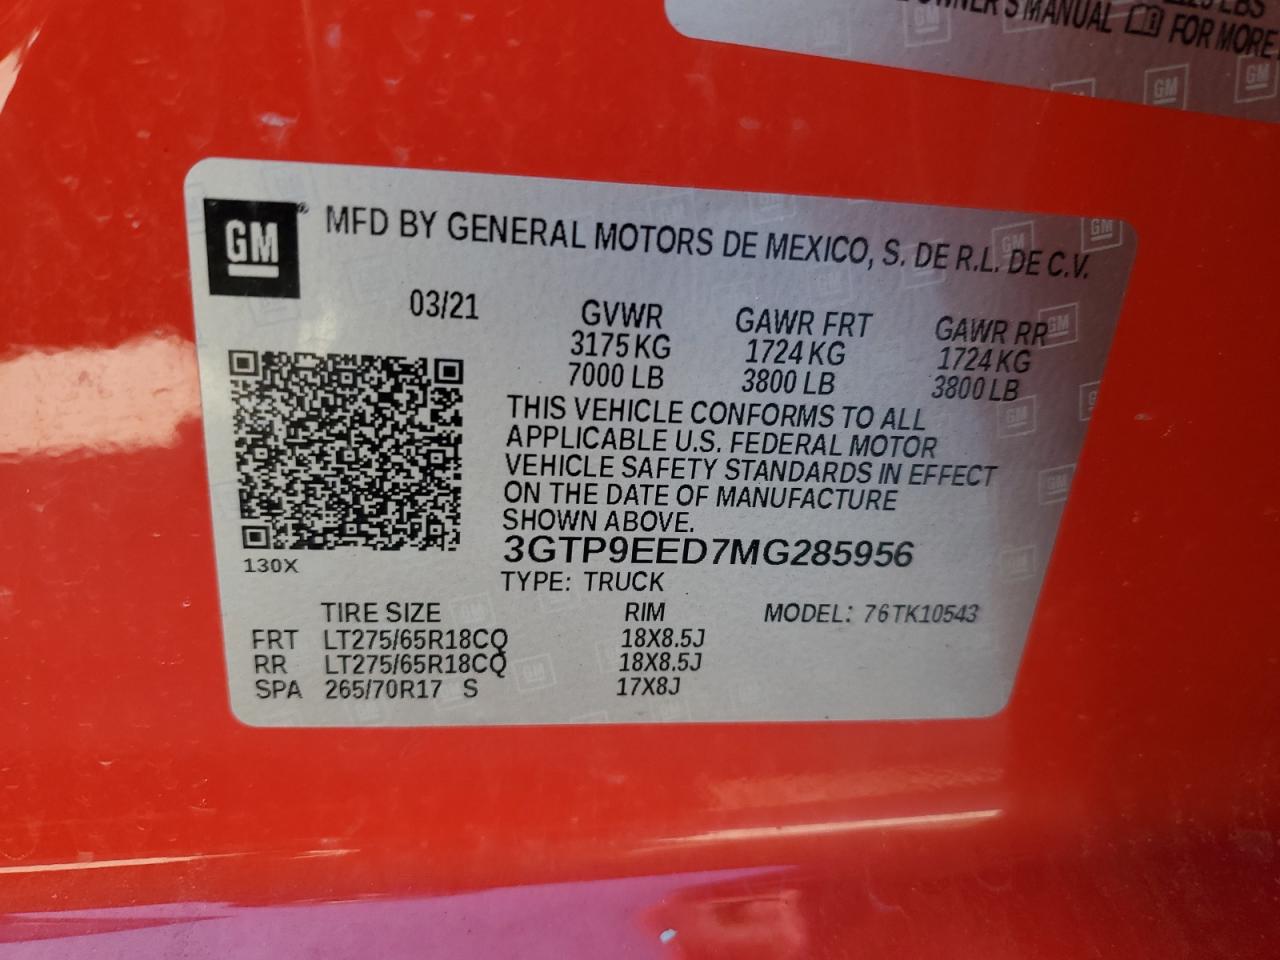 OWNER'S MANUAL FOR MORE
GM
MFD BY GENERAL MOTORS DE MEXICO, S. DE R.L. DE C.V.
03/21
GVWR GAWR FRT GAWR RR
3175 KG 1724 KG 1724 KG
7000 LB 3800 LB 3800 LB
THIS VEHICLE CONFORMS TO ALL
APPLICABLE U.S. FEDERAL MOTOR
VEHICLE SAFETY STANDARDS IN EFFECT
ON THE DATE OF MANUFACTURE
SHOWN ABOVE.
3GTP9EED7MG285956
130X
TYPE: TRUCK
TIRE SIZE RIM MODEL: 76TK10543
FRT LT275/65R18CQ 18X8.5J
RR LT275/65R18CQ 18X8.5J
SPA 265/70R17 S 17X8J